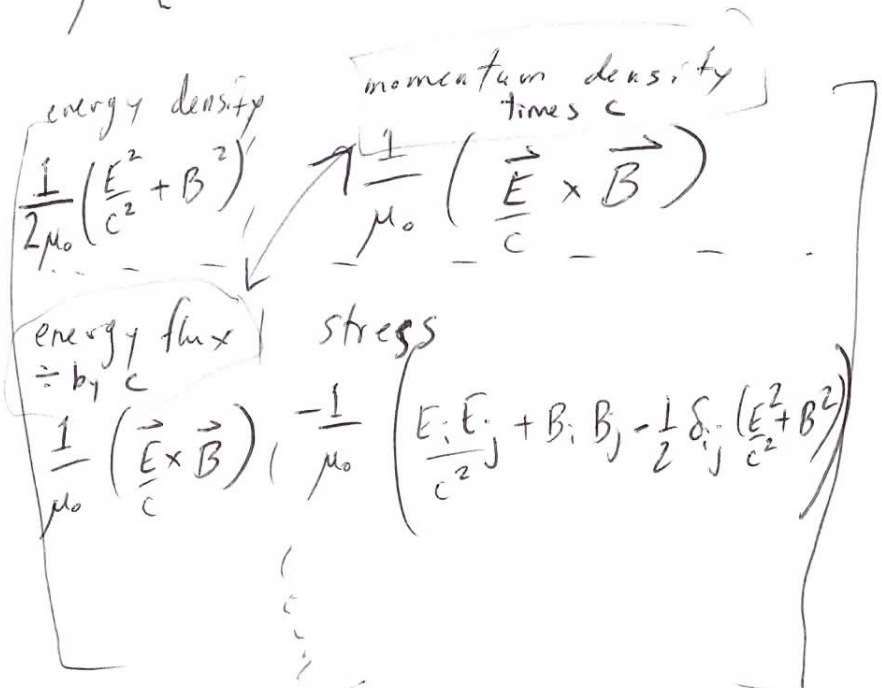 energy density
momentum density
times c
1/2μ₀ (E²/c² + B²)
1/μ₀ (E⃗/c × B⃗)
energy flux
÷ by c
stress
1/μ₀ (E⃗/c × B⃗)
-1/μ₀ (EᵢEⱼ/c² + BᵢBⱼ - 1/2 δᵢⱼ (E²/c² + B²))